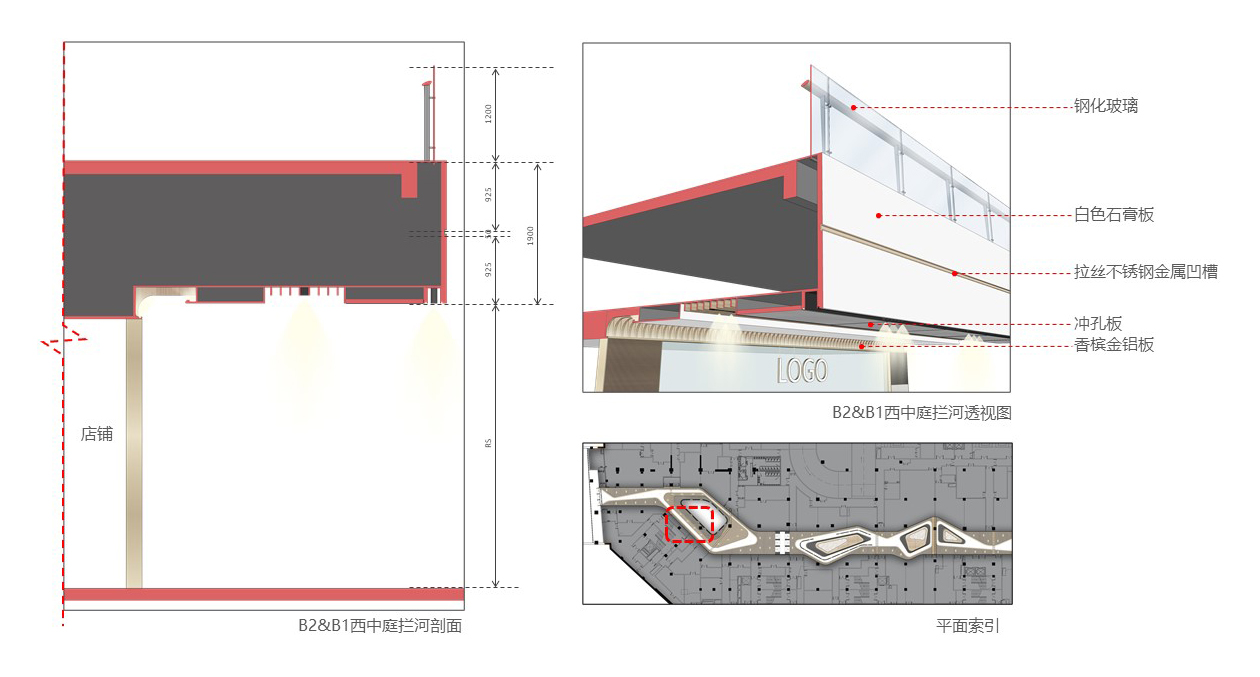 1200
925
50
925
1900
RS
店铺
B2&B1西中庭拦河剖面
钢化玻璃
白色石膏板
拉丝不锈钢金属凹槽
冲孔板
香槟金铝板
LOGO
B2&B1西中庭拦河透视图
平面索引